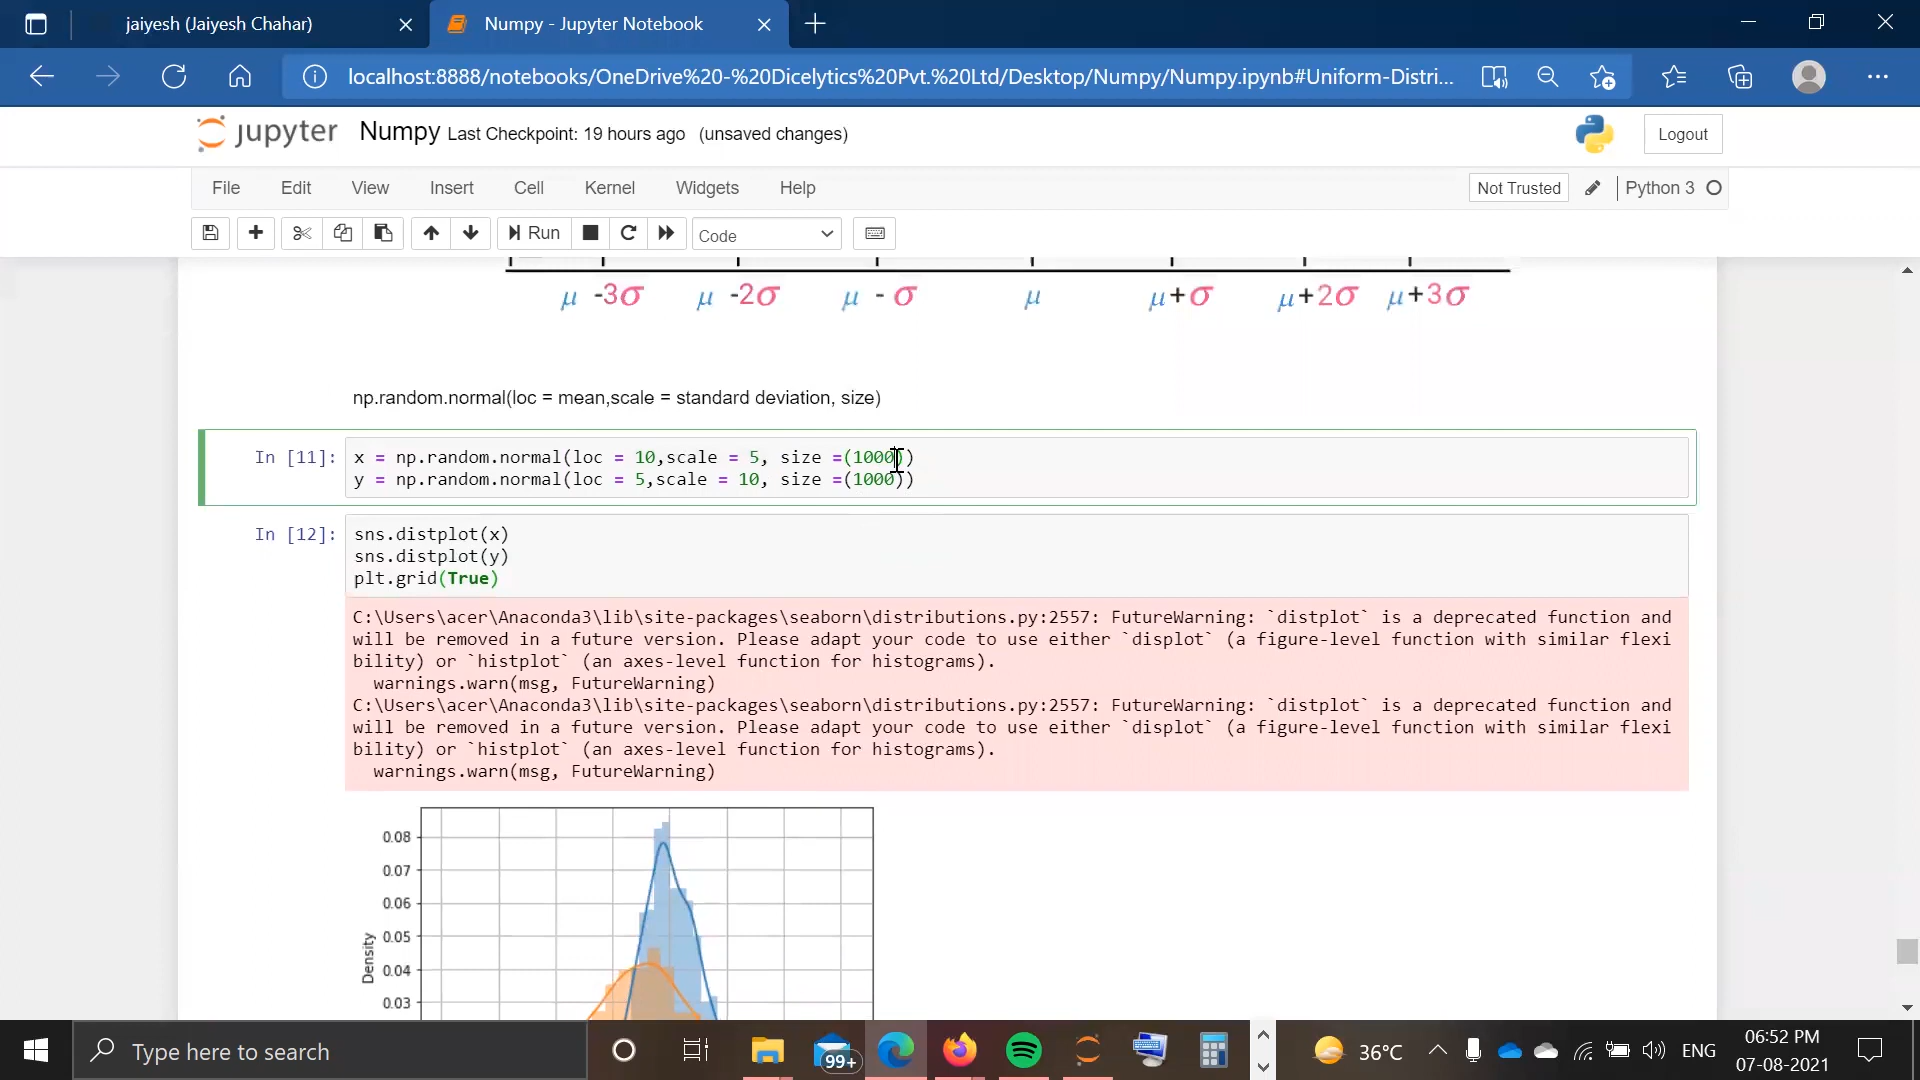 jaiyesh (Jaiyesh Chahar)
Numpy - Jupyter Notebook
localhost:8888/notebooks/OneDrive%20-%20Dicelytics%20Pvt.%20Ltd/Desktop/Numpy/Numpy.ipynb#Uniform-Distri...
jupyter Numpy Last Checkpoint: 19 hours ago (unsaved changes)
Logout
File Edit View Insert Cell Kernel Widgets Help
Not Trusted
Python 3
Run
Code
μ -3σ μ -2σ μ - σ μ μ+σ μ+2σ μ+3σ
np.random.normal(loc = mean,scale = standard deviation, size)
In [11]: x = np.random.normal(loc = 10,scale = 5, size =(1000))
y = np.random.normal(loc = 5,scale = 10, size =(1000))
In [12]: sns.distplot(x)
sns.distplot(y)
plt.grid(True)
C:\Users\acer\Anaconda3\lib\site-packages\seaborn\distributions.py:2557: FutureWarning: `distplot` is a deprecated function and
will be removed in a future version. Please adapt your code to use either `displot` (a figure-level function with similar flexi
bility) or `histplot` (an axes-level function for histograms).
warnings.warn(msg, FutureWarning)
C:\Users\acer\Anaconda3\lib\site-packages\seaborn\distributions.py:2557: FutureWarning: `distplot` is a deprecated function and
will be removed in a future version. Please adapt your code to use either `displot` (a figure-level function with similar flexi
bility) or `histplot` (an axes-level function for histograms).
warnings.warn(msg, FutureWarning)
0.08
0.07
0.06
0.05
0.04
0.03
Density
Type here to search
99+
36°C
ENG
06:52 PM
07-08-2021